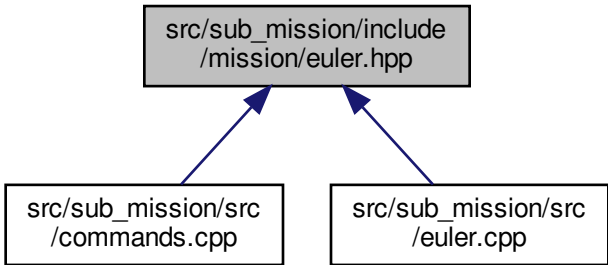 src/sub_mission/include
/mission/euler.hpp
src/sub_mission/src
/commands.cpp
src/sub_mission/src
/euler.cpp